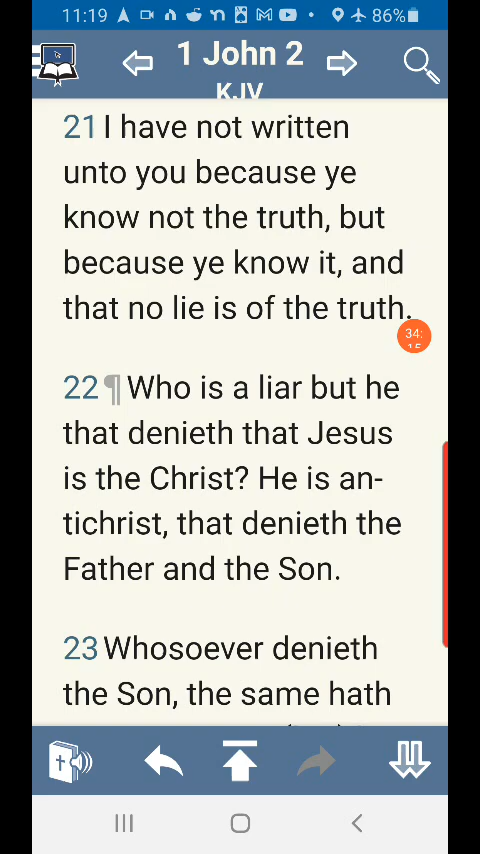 11:19 86%
1 John 2
KJV
21 I have not written
unto you because ye
know not the truth, but
because ye know it, and
that no lie is of the truth.
34:
22 ¶ Who is a liar but he
that denieth that Jesus
is the Christ? He is an-
tichrist, that denieth the
Father and the Son.
23 Whosoever denieth
the Son, the same hath